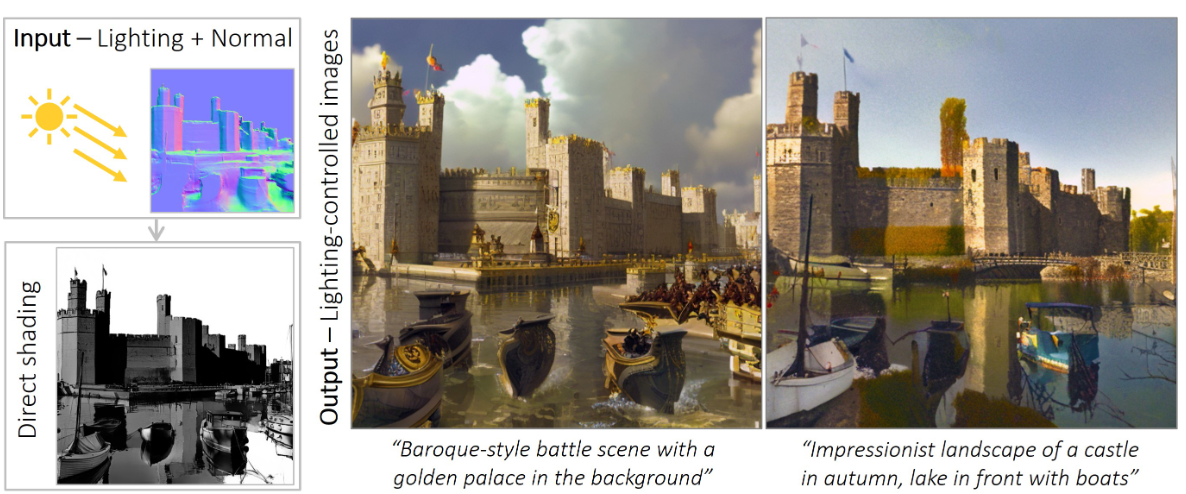 Input – Lighting + Normal
Direct shading
Output – Lighting-controlled images
“Baroque-style battle scene with a
golden palace in the background”
“Impressionist landscape of a castle
in autumn, lake in front with boats”